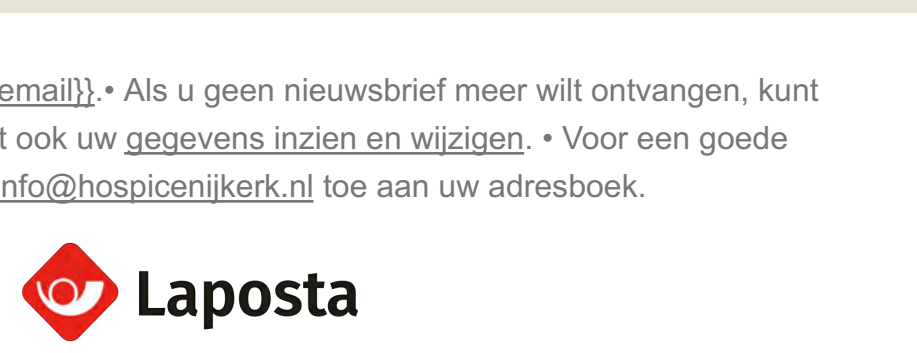 email}}.• Als u geen nieuwsbrief meer wilt ontvangen, kunt
t ook uw gegevens inzien en wijzigen. • Voor een goede
nfo@hospicenijkerk.nl toe aan uw adresboek.
Laposta